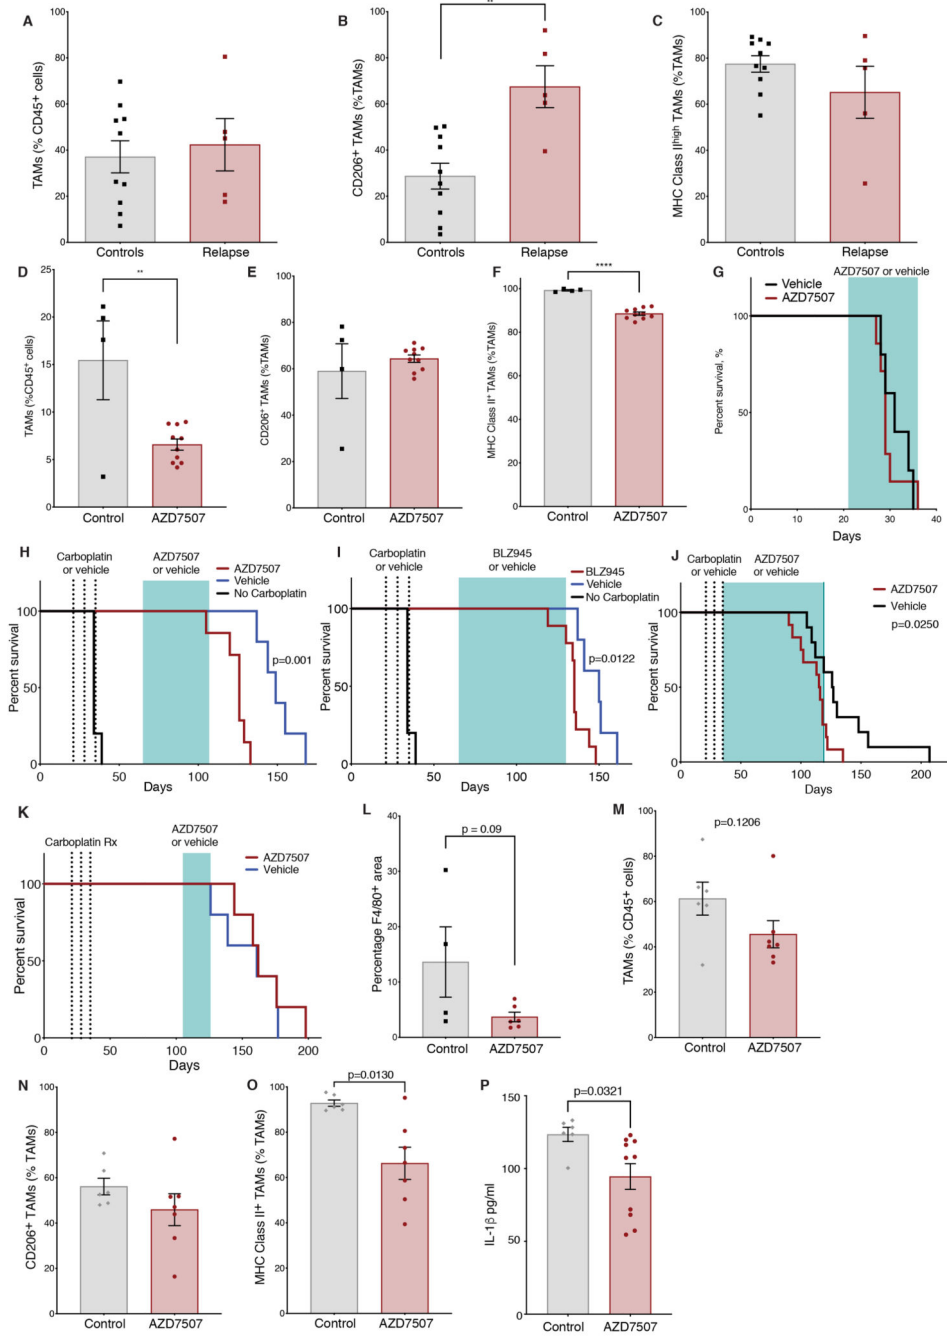 A
B
**
C
TAMs (% CD45+ cells)
100
80
60
40
20
0
Controls
Relapse
CD206+ TAMs (%TAMs)
100
80
60
40
20
0
Controls
Relapse
MHC Class IIhigh TAMs (%TAMs)
100
80
60
40
20
0
Controls
Relapse
D
**
TAMs (%CD45+ cells)
25
20
15
10
5
0
Control
AZD7507
E
CD206+ TAMs (%TAMs)
100
80
60
40
20
0
Control
AZD7507
F
****
MHC Class II+ TAMs (%TAMs)
100
80
60
40
20
0
Control
AZD7507
G
AZD7507 or vehicle
Vehicle
AZD7507
Percent survival, %
100
50
0
0
10
20
30
40
Days
H
Carboplatin
or vehicle
AZD7507
or vehicle
AZD7507
Vehicle
No Carboplatin
p=0.001
Percent survival
100
50
0
0
50
100
150
Days
I
Carboplatin
or vehicle
BLZ945
or vehicle
BLZ945
Vehicle
No Carboplatin
p=0.0122
Percent survival
100
50
0
0
50
100
150
Days
J
Carboplatin
or vehicle
AZD7507
or vehicle
AZD7507
Vehicle
p=0.0250
Percent survival
100
50
0
0
50
100
150
200
Days
K
Carboplatin Rx
AZD7507
or vehicle
AZD7507
Vehicle
Percent survival
100
50
0
0
50
100
150
200
Days
L
p = 0.09
Percentage F4/80+ area
40
30
20
10
0
Control
AZD7507
M
p=0.1206
TAMs (% CD45+ cells)
100
80
60
40
20
0
Control
AZD7507
N
CD206+ TAMs (% TAMs)
100
80
60
40
20
0
Control
AZD7507
O
p=0.0130
MHC Class II+ TAMs (% TAMs)
100
80
60
40
20
0
Control
AZD7507
P
p=0.0321
IL-1β pg/ml
150
100
50
0
Control
AZD7507